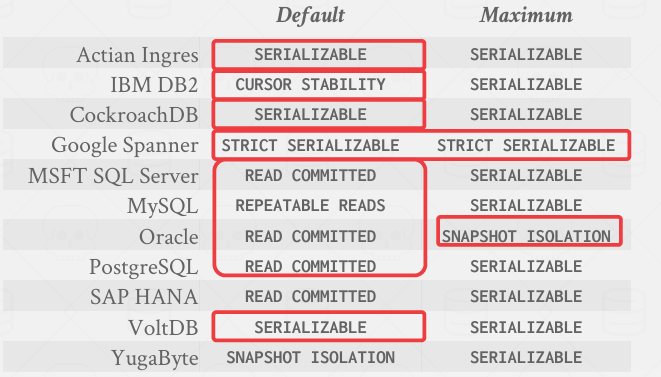 Default Maximum
Actian Ingres SERIALIZABLE SERIALIZABLE
IBM DB2 CURSOR STABILITY SERIALIZABLE
CockroachDB SERIALIZABLE SERIALIZABLE
Google Spanner STRICT SERIALIZABLE STRICT SERIALIZABLE
MSFT SQL Server READ COMMITTED SERIALIZABLE
MySQL REPEATABLE READS SERIALIZABLE
Oracle READ COMMITTED SNAPSHOT ISOLATION
PostgreSQL READ COMMITTED SERIALIZABLE
SAP HANA READ COMMITTED SERIALIZABLE
VoltDB SERIALIZABLE SERIALIZABLE
YugaByte SNAPSHOT ISOLATION SERIALIZABLE